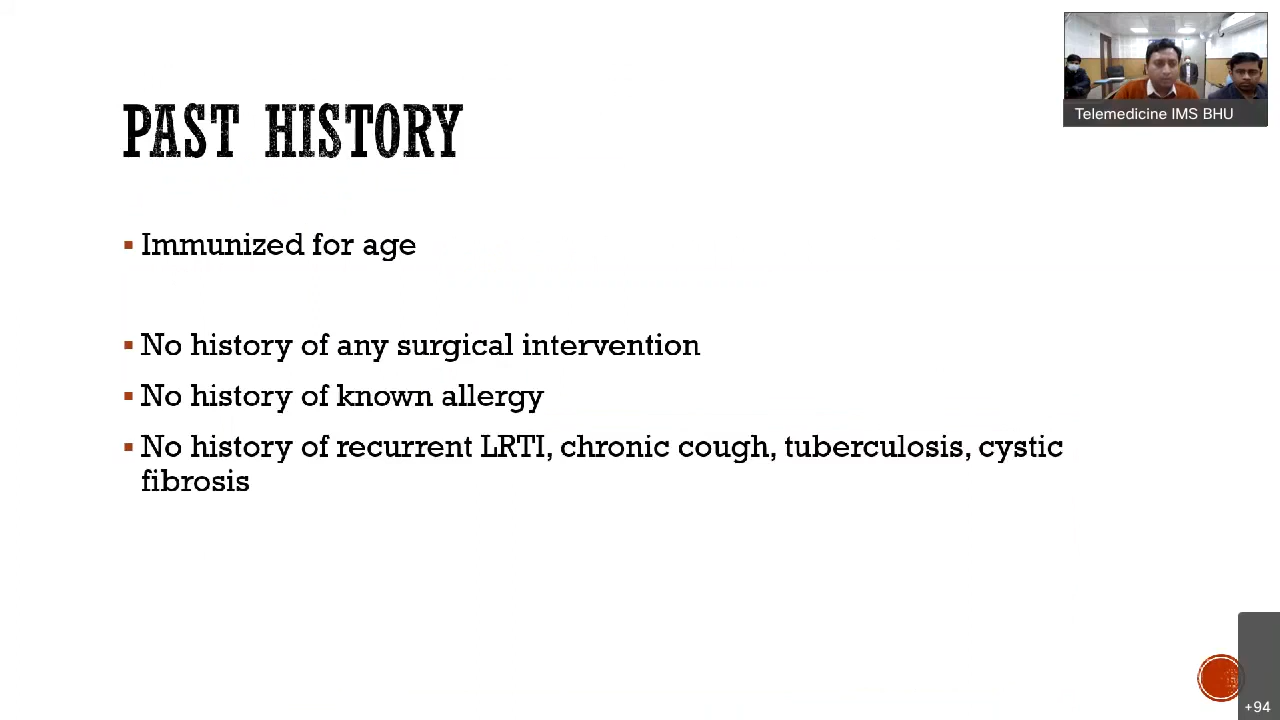 Telemedicine IMS BHU
PAST HISTORY
Immunized for age
No history of any surgical intervention
No history of known allergy
No history of recurrent LRTI, chronic cough, tuberculosis, cystic
fibrosis
+94